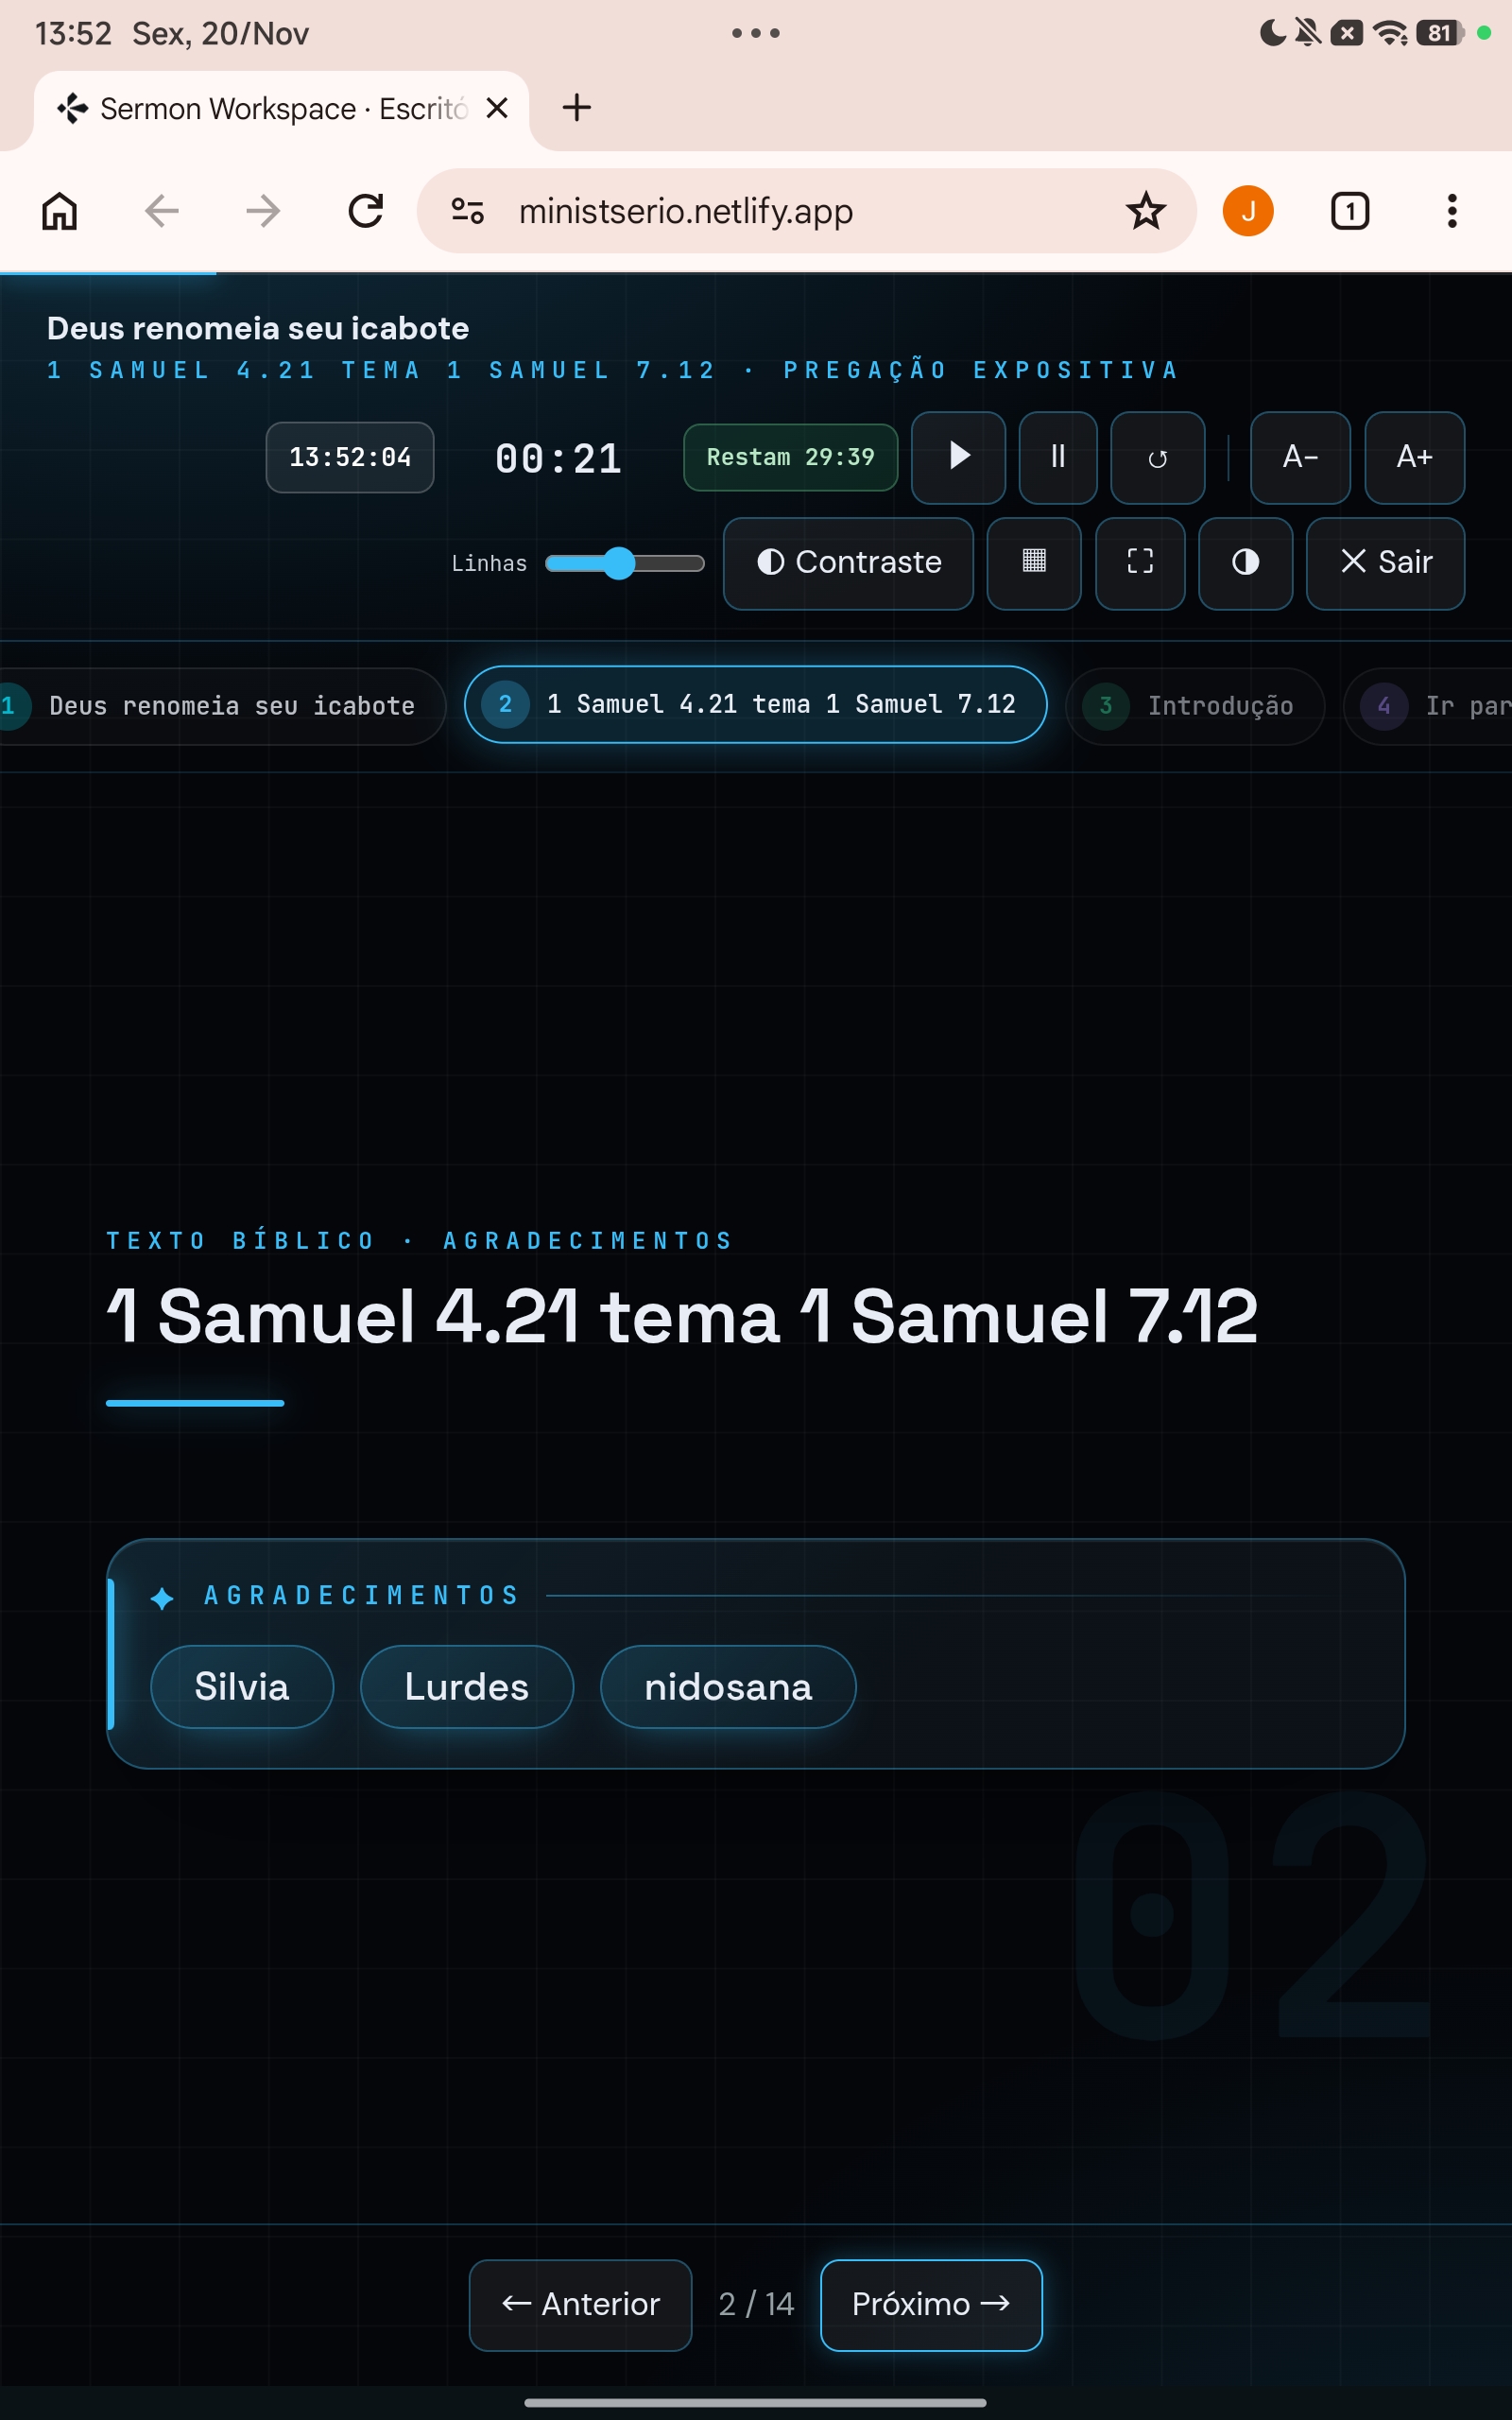 13:52 Sex, 20/Nov
81
Sermon Workspace · Escritó
ministserio.netlify.app
J
1
Deus renomeia seu icabote
1 SAMUEL 4.21 TEMA 1 SAMUEL 7.12 · PREGAÇÃO EXPOSITIVA
13:52:04 00:21 Restam 29:39 A− A+
Linhas Contraste Sair
1 Deus renomeia seu icabote 2 1 Samuel 4.21 tema 1 Samuel 7.12 3 Introdução 4 Ir par
TEXTO BÍBLICO · AGRADECIMENTOS
1 Samuel 4.21 tema 1 Samuel 7.12
AGRADECIMENTOS
Silvia Lurdes nidosana
02
← Anterior 2 / 14 Próximo →